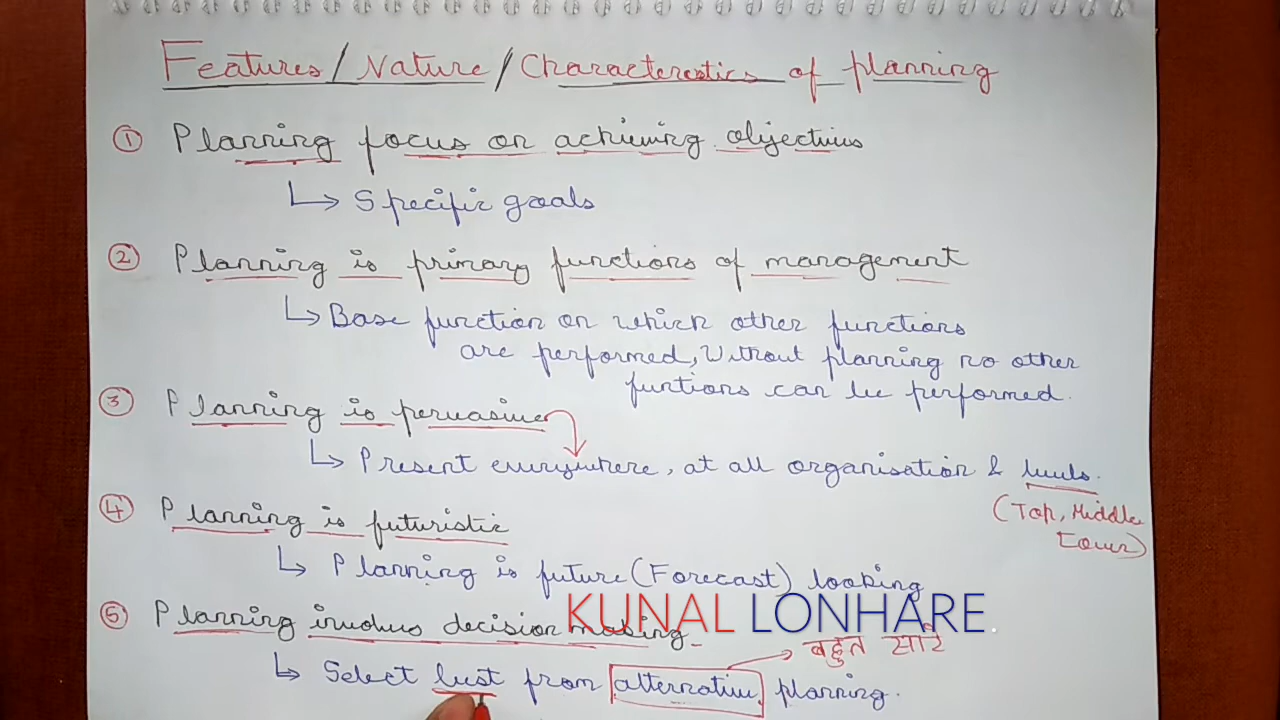 Features/Nature/Characterestics of planning
① Planning focus on achieving objectives
Specific goals
② Planning is primary functions of management
Base function on which other functions
are performed, Without planning no other
funtions can be performed.
③ Planning is pervasive
Present everywhere, at all organisation & levels.
(Top, Middle
Lower)
④ Planning is futuristic
Planning is future (Forecast) looking
⑤ Planning involves decision making
KUNAL LONHARE.
बहुत सारे
Select best from alternative planning.